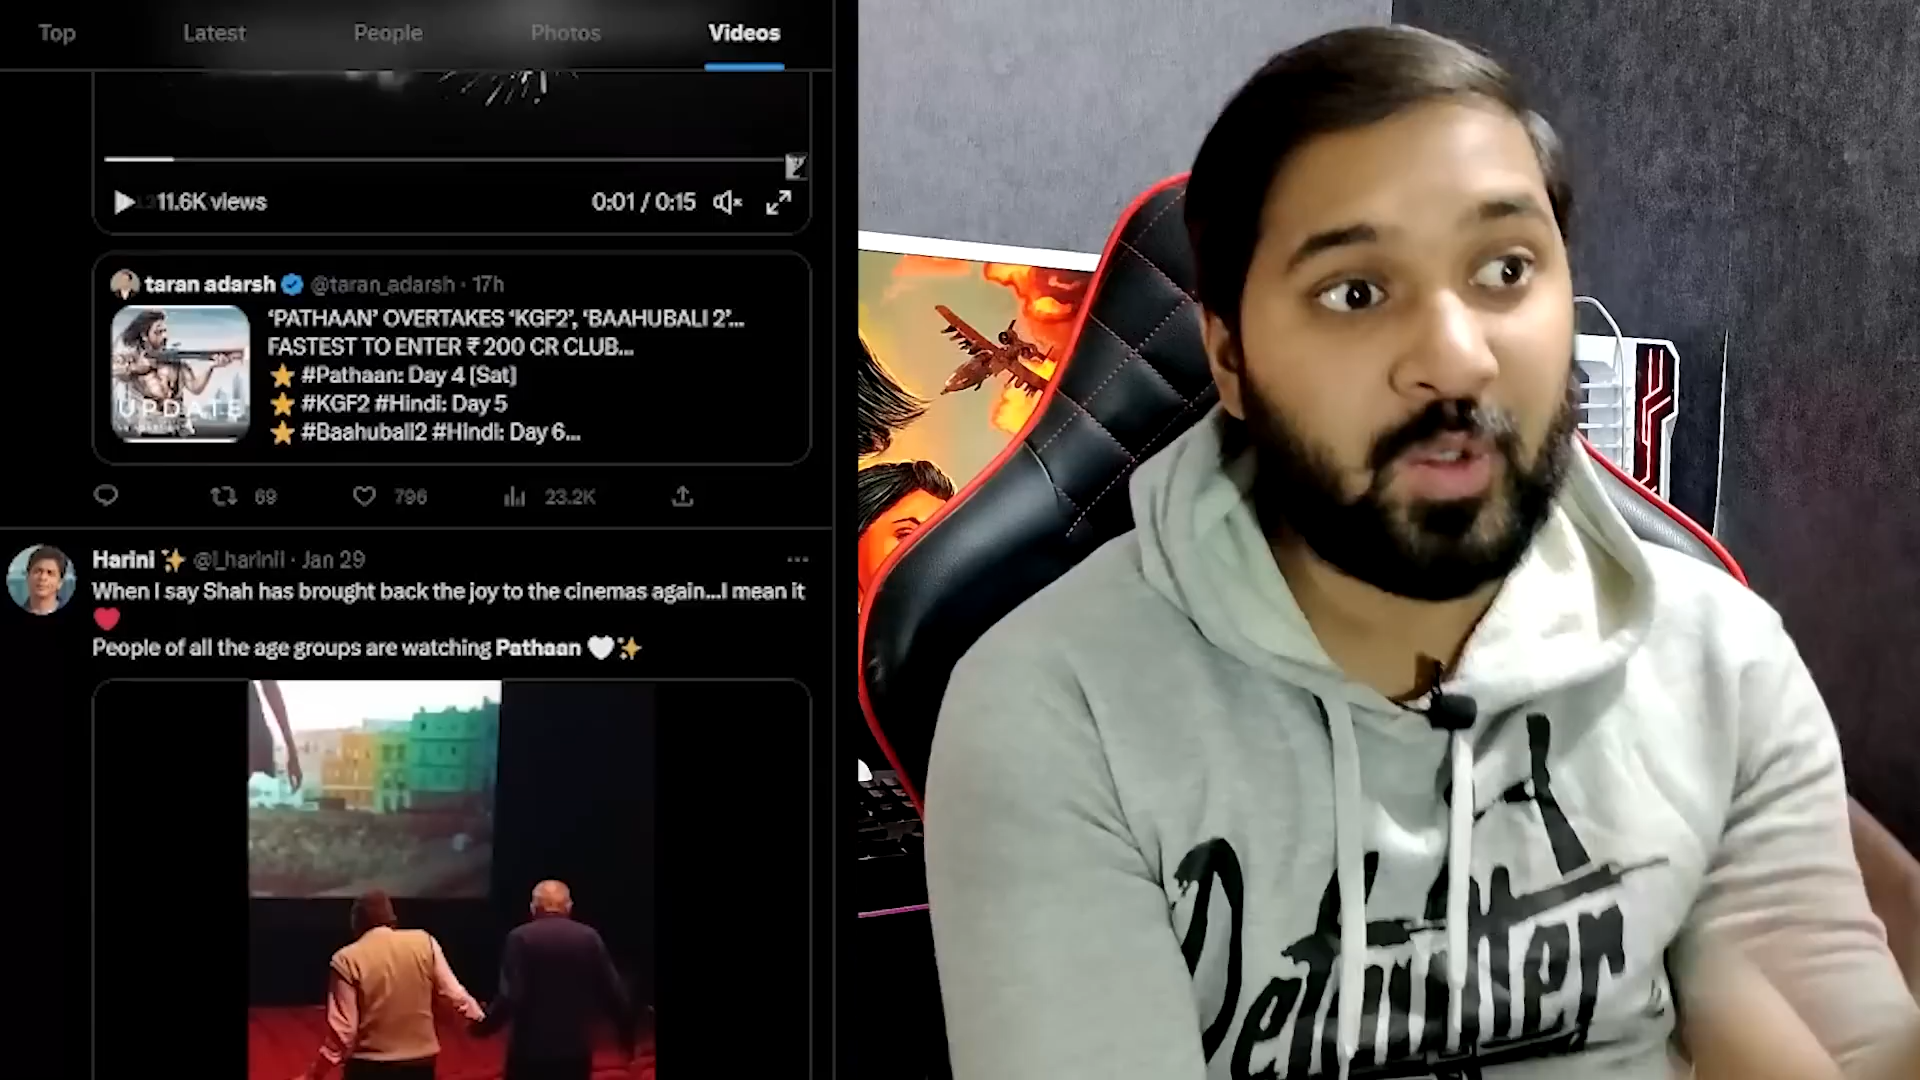 Top Latest People Photos Videos
11.6K views 0:01 / 0:15
taran adarsh @taran_adarsh · 17h
‘PATHAAN’ OVERTAKES ‘KGF2’, ‘BAAHUBALI 2’...
FASTEST TO ENTER ₹ 200 CR CLUB...
⭐ #Pathaan: Day 4 [Sat]
⭐ #KGF2 #Hindi: Day 5
⭐ #Baahubali2 #Hindi: Day 6...
UPDATE
69 796 23.2K
Harini ✨ @l_harinii · Jan 29
When I say Shah has brought back the joy to the cinemas again...I mean it
❤️
People of all the age groups are watching Pathaan 🤍✨